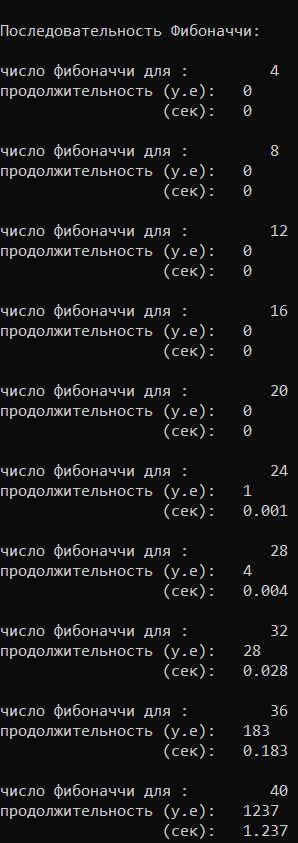 Последовательность Фибоначчи:
число фибоначчи для : 4
продолжительность (у.е): 0
(сек): 0
число фибоначчи для : 8
продолжительность (у.е): 0
(сек): 0
число фибоначчи для : 12
продолжительность (у.е): 0
(сек): 0
число фибоначчи для : 16
продолжительность (у.е): 0
(сек): 0
число фибоначчи для : 20
продолжительность (у.е): 0
(сек): 0
число фибоначчи для : 24
продолжительность (у.е): 1
(сек): 0.001
число фибоначчи для : 28
продолжительность (у.е): 4
(сек): 0.004
число фибоначчи для : 32
продолжительность (у.е): 28
(сек): 0.028
число фибоначчи для : 36
продолжительность (у.е): 183
(сек): 0.183
число фибоначчи для : 40
продолжительность (у.е): 1237
(сек): 1.237